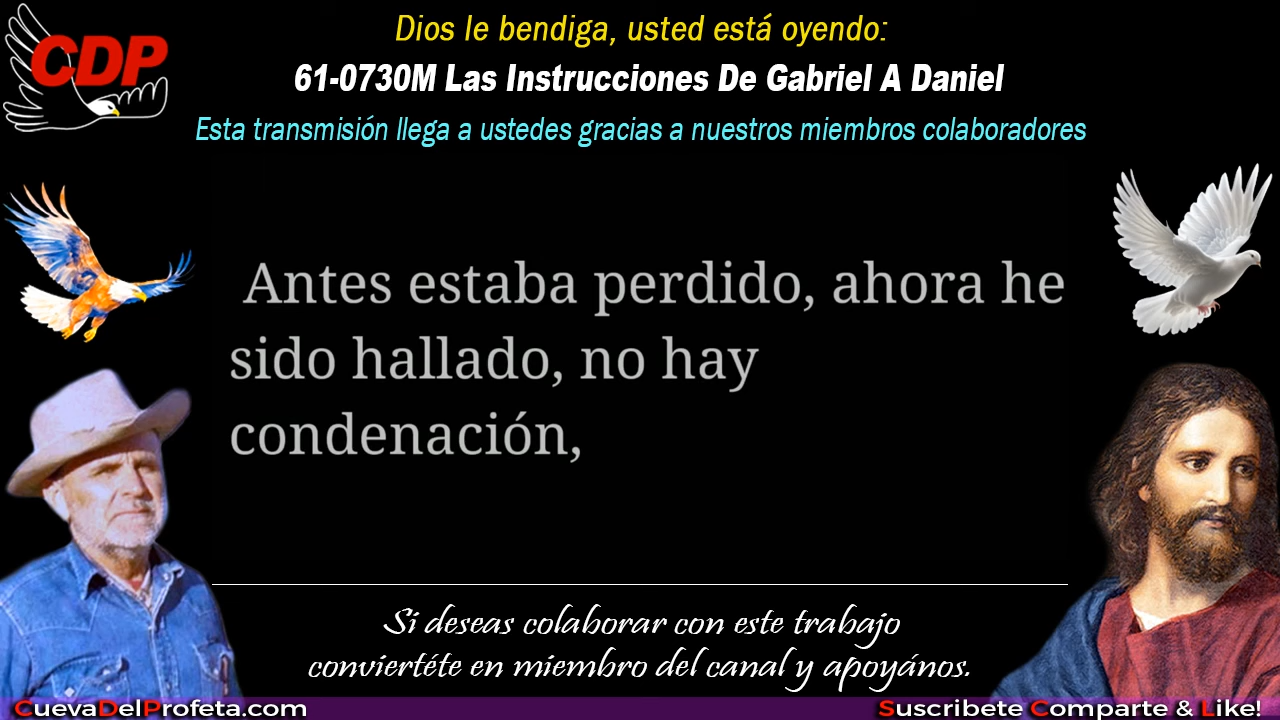 CDP
Dios le bendiga, usted está oyendo:
61-0730M Las Instrucciones De Gabriel A Daniel
Esta transmisión llega a ustedes gracias a nuestros miembros colaboradores
Antes estaba perdido, ahora he
sido hallado, no hay
condenación,
Si deseas colaborar con este trabajo
conviertéte en miembro del canal y apoyános.
CuevaDelProfeta.com
Suscribete Comparte & Like!